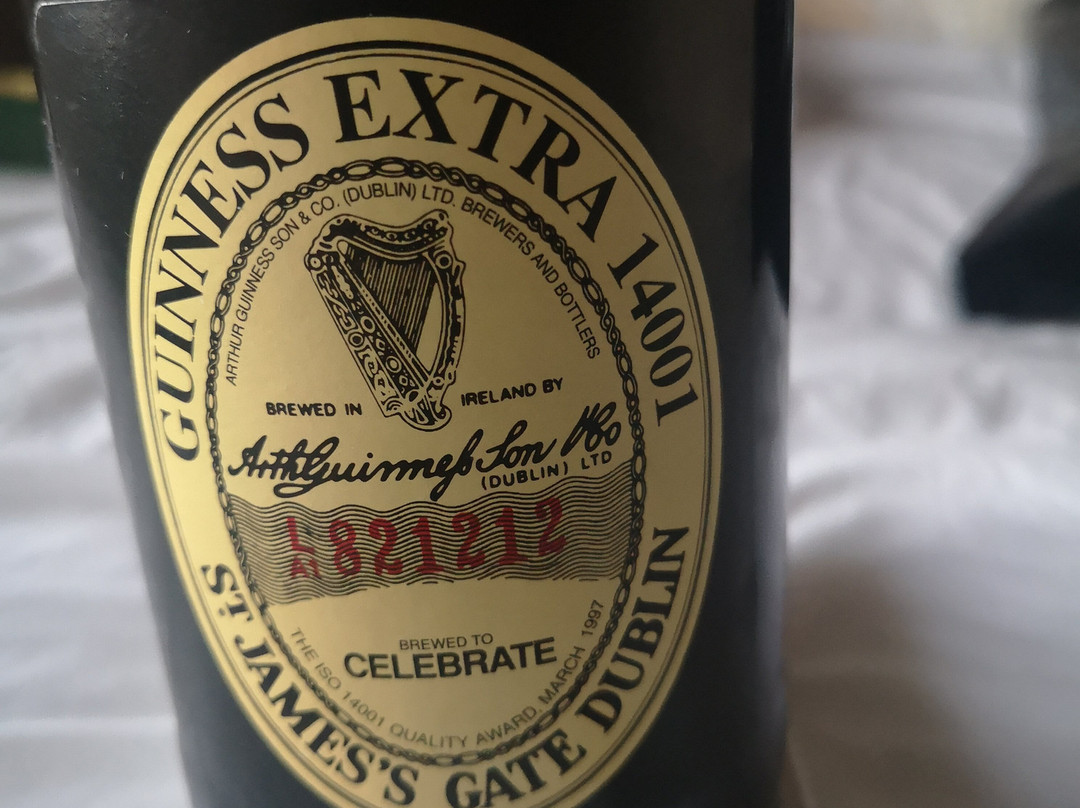 GUINNESS EXTRA 14001
ARTHUR GUINNESS SON & CO. (DUBLIN) LTD. BREWERS AND BOTTLERS
BREWED IN IRELAND BY
Arth Guinness Son & Co
(DUBLIN) LTD
821212
BREWED TO
CELEBRATE
THE ISO 14001 QUALITY AWARD. MARCH 1997
ST. JAMES'S GATE DUBLIN